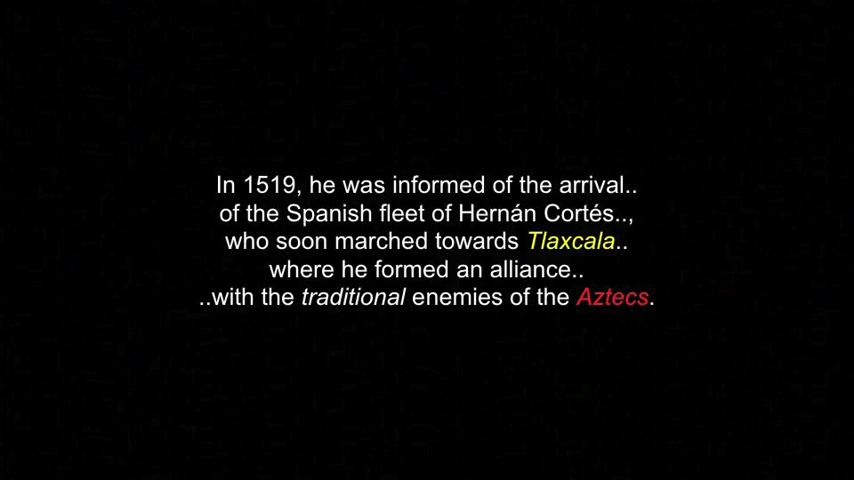 In 1519, he was informed of the arrival..
of the Spanish fleet of Hernán Cortés..,
who soon marched towards Tlaxcala..
where he formed an alliance..
..with the traditional enemies of the Aztecs.